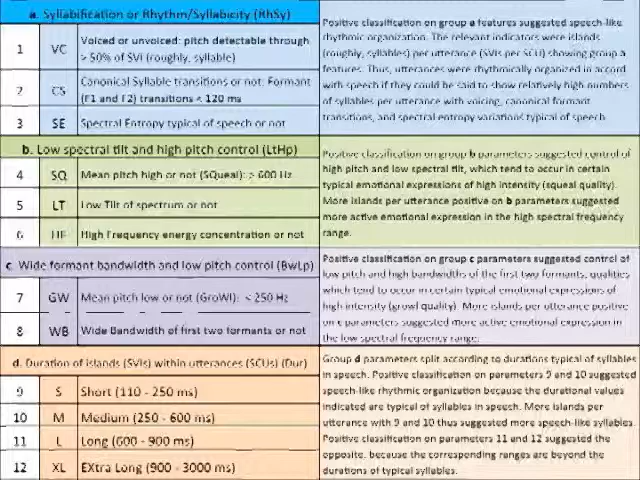 a. Syllabification or Rhythm/Syllabicity (RhSy)
1 VC Voiced or unvoiced: pitch detectable through
> 50% of SVI (roughly, syllable)
2 CS Canonical Syllable transitions or not: Formant
(F1 and F2) transitions < 120 ms
3 SE Spectral Entropy typical of speech or not
Positive classification on group a features suggested speech-like
rhythmic organization. The relevant indicators were islands
(roughly, syllables) per utterance (SVIs per SCU) showing group a
features. Thus, utterances were rhythmically organized in accord
with speech if they could be said to show relatively high numbers
of syllables per utterance with voicing, canonical formant
transitions, and spectral entropy variations typical of speech
b. Low spectral tilt and high pitch control (LtHp)
4 SQ Mean pitch high or not (SQueal): > 600 Hz
5 LT Low Tilt of spectrum or not
6 HF High Frequency energy concentration or not
Positive classification on group b parameters suggested control of
high pitch and low spectral tilt, which tend to occur in certain
typical emotional expressions of high intensity (squeal quality).
More islands per utterance positive on b parameters suggested
more active emotional expression in the high spectral frequency
range.
c. Wide formant bandwidth and low pitch control (BwLp)
7 GW Mean pitch low or not (GroWl): < 250 Hz
8 WB Wide Bandwidth of first two formants or not
Positive classification on group c parameters suggested control of
low pitch and high bandwidths of the first two formants, qualities
which tend to occur in certain typical emotional expressions of
high intensity (growl quality). More islands per utterance positive
on c parameters suggested more active emotional expression in
the low spectral frequency range.
d. Duration of islands (SVIs) within utterances (SCUs) (Dur)
9 S Short (110 - 250 ms)
10 M Medium (250 - 600 ms)
11 L Long (600 - 900 ms)
12 XL EXtra Long (900 - 3000 ms)
Group d parameters split according to durations typical of syllables
in speech. Positive classification on parameters 9 and 10 suggested
speech-like rhythmic organization because the durational values
indicated are typical of syllables in speech. More islands per
utterance with 9 and 10 thus suggested more speech-like syllables.
Positive classification on parameters 11 and 12 suggested the
opposite, because the corresponding ranges are beyond the
durations of typical syllables.